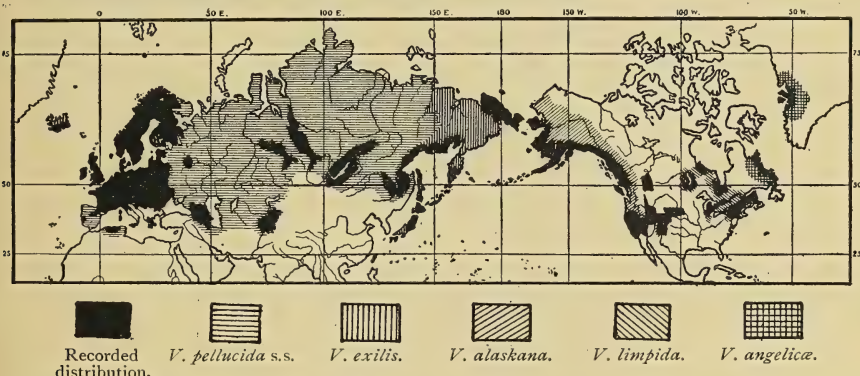 0 50 E. 100 E. 150 E. 180 150 W. 100 W. 50 W.
75 75
50 50
25 25
Recorded distribution.
V. pellucida s.s.
V. exilis.
V. alaskana.
V. limpida.
V. angelicæ.